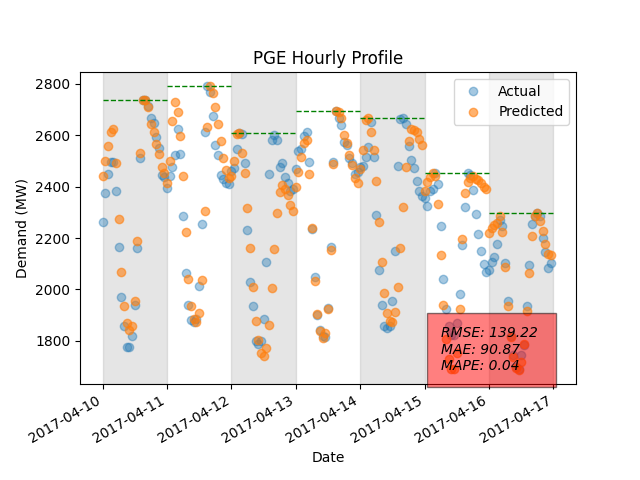 PGE Hourly Profile
Actual
Predicted
Demand (MW)
2800
2600
2400
2200
2000
1800
RMSE: 139.22
MAE: 90.87
MAPE: 0.04
2017-04-10
2017-04-11
2017-04-12
2017-04-13
2017-04-14
2017-04-15
2017-04-16
2017-04-17
Date